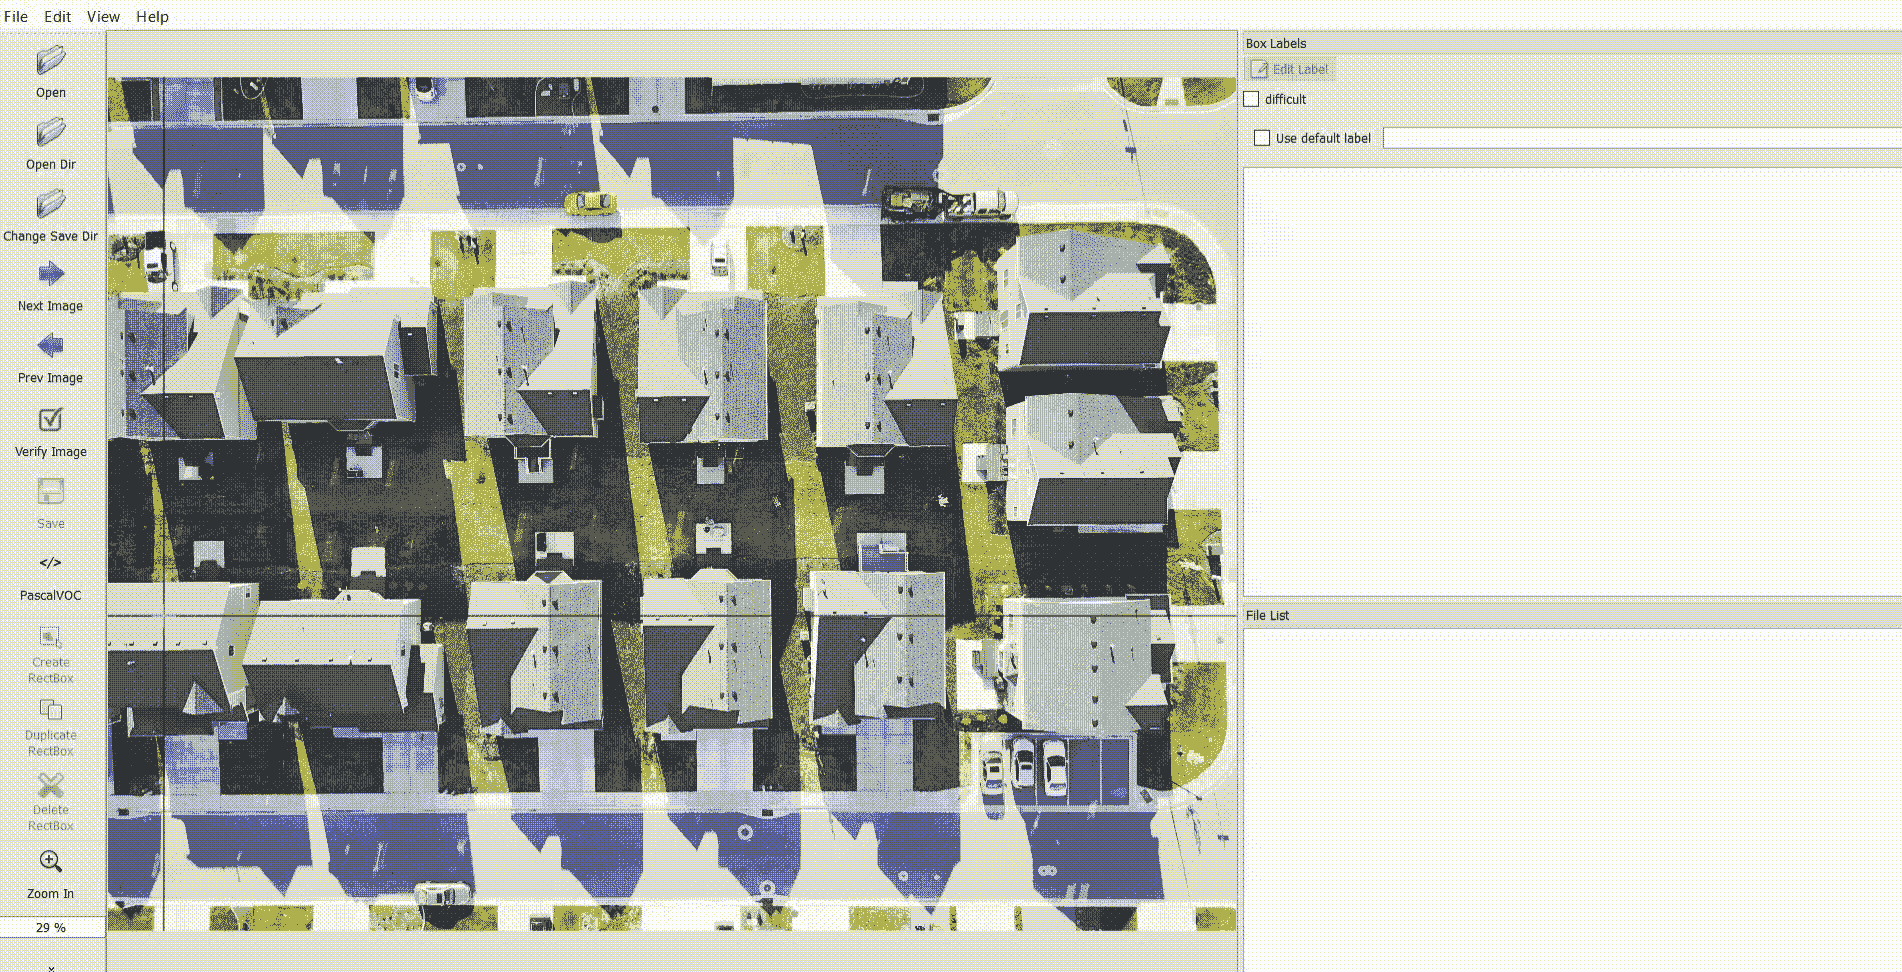 File Edit View Help
Open
Open Dir
Change Save Dir
Next Image
Prev Image
Verify Image
Save
</>
PascalVOC
Create
RectBox
Duplicate
RectBox
Delete
RectBox
Zoom In
29 %
Box Labels
Edit Label
difficult
Use default label
File List